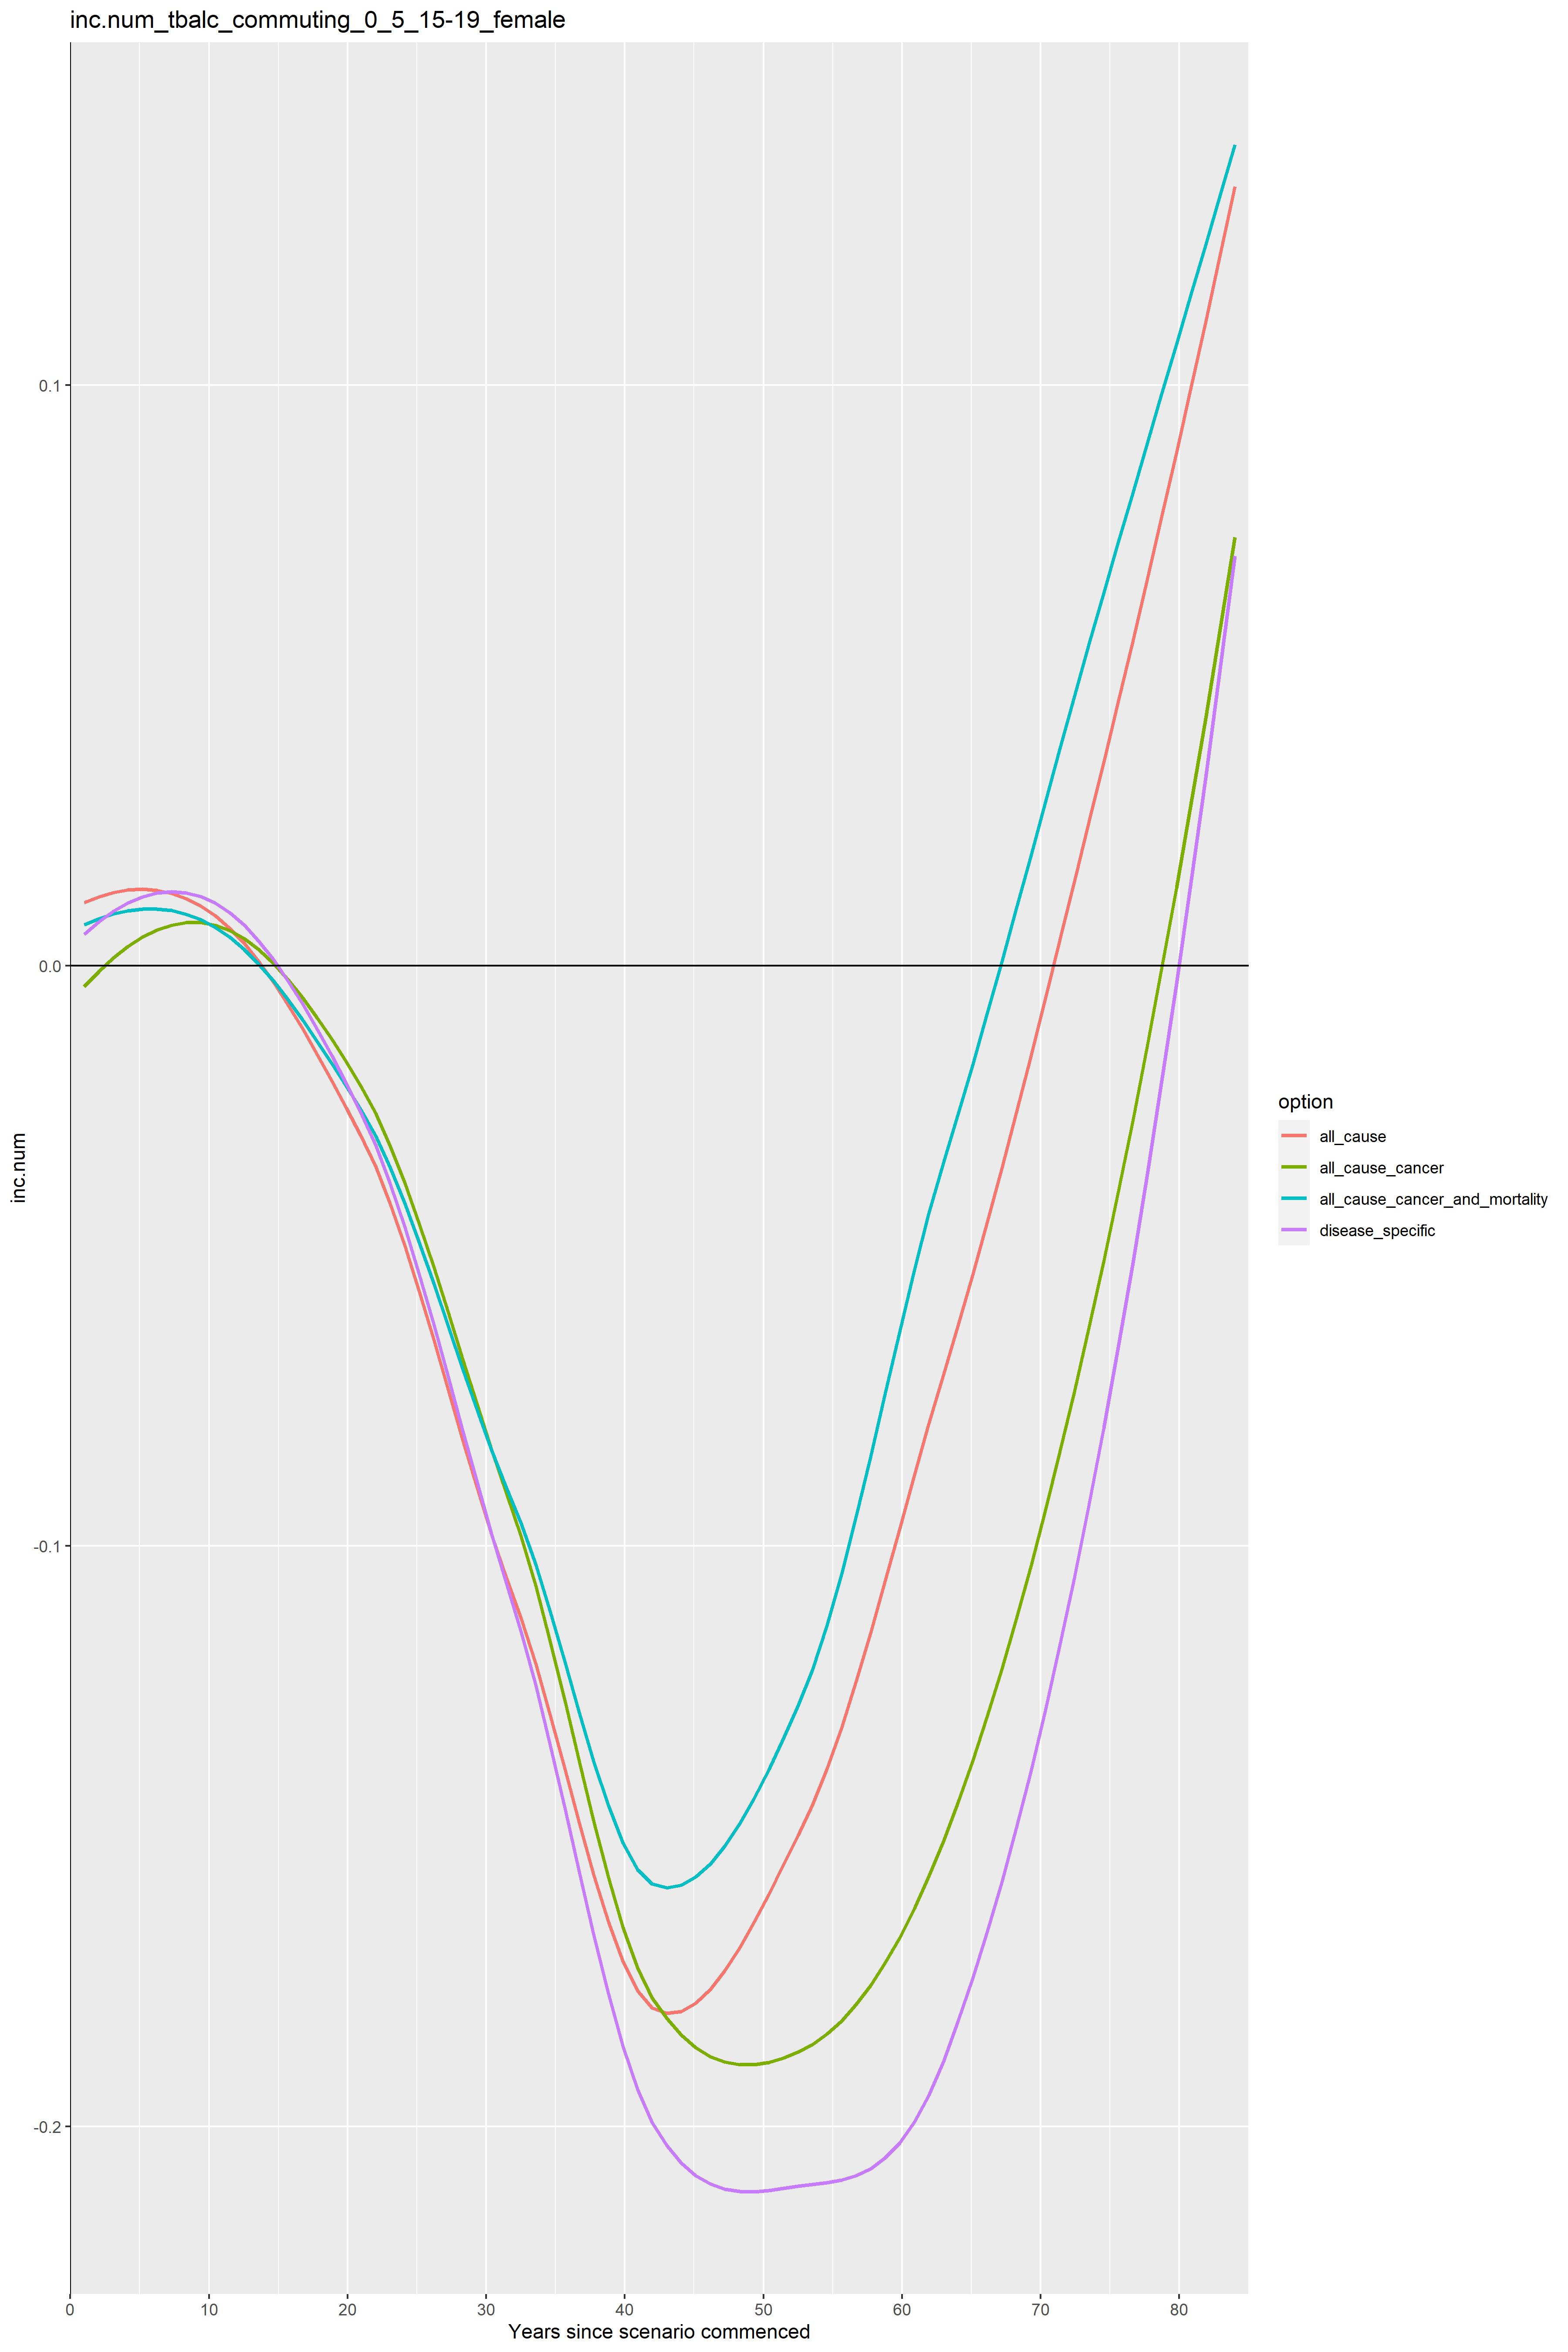 inc.num_tbalc_commuting_0_5_15-19_female
0.1
0.0
-0.1
-0.2
inc.num
0 10 20 30 40 50 60 70 80
Years since scenario commenced
option
all_cause
all_cause_cancer
all_cause_cancer_and_mortality
disease_specific